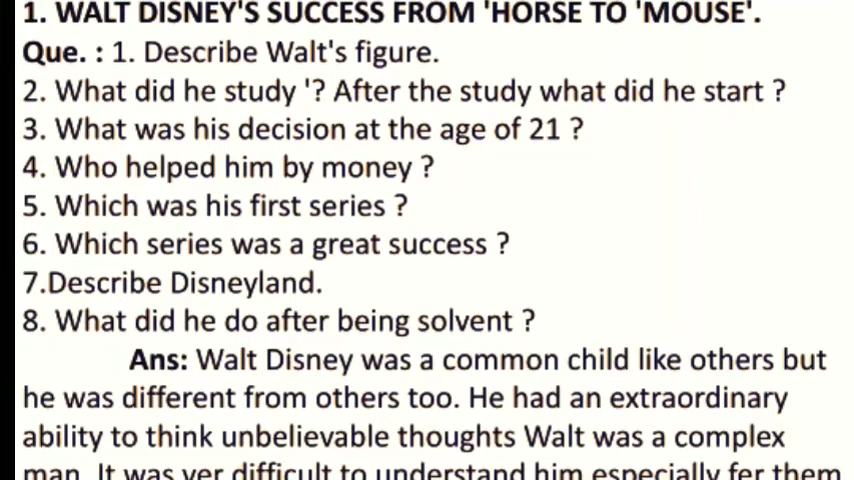 1. WALT DISNEY'S SUCCESS FROM 'HORSE TO 'MOUSE'.
Que. : 1. Describe Walt's figure.
2. What did he study '? After the study what did he start ?
3. What was his decision at the age of 21 ?
4. Who helped him by money ?
5. Which was his first series ?
6. Which series was a great success ?
7.Describe Disneyland.
8. What did he do after being solvent ?
Ans: Walt Disney was a common child like others but
he was different from others too. He had an extraordinary
ability to think unbelievable thoughts Walt was a complex
man. It was ver difficult to understand him especially fer them